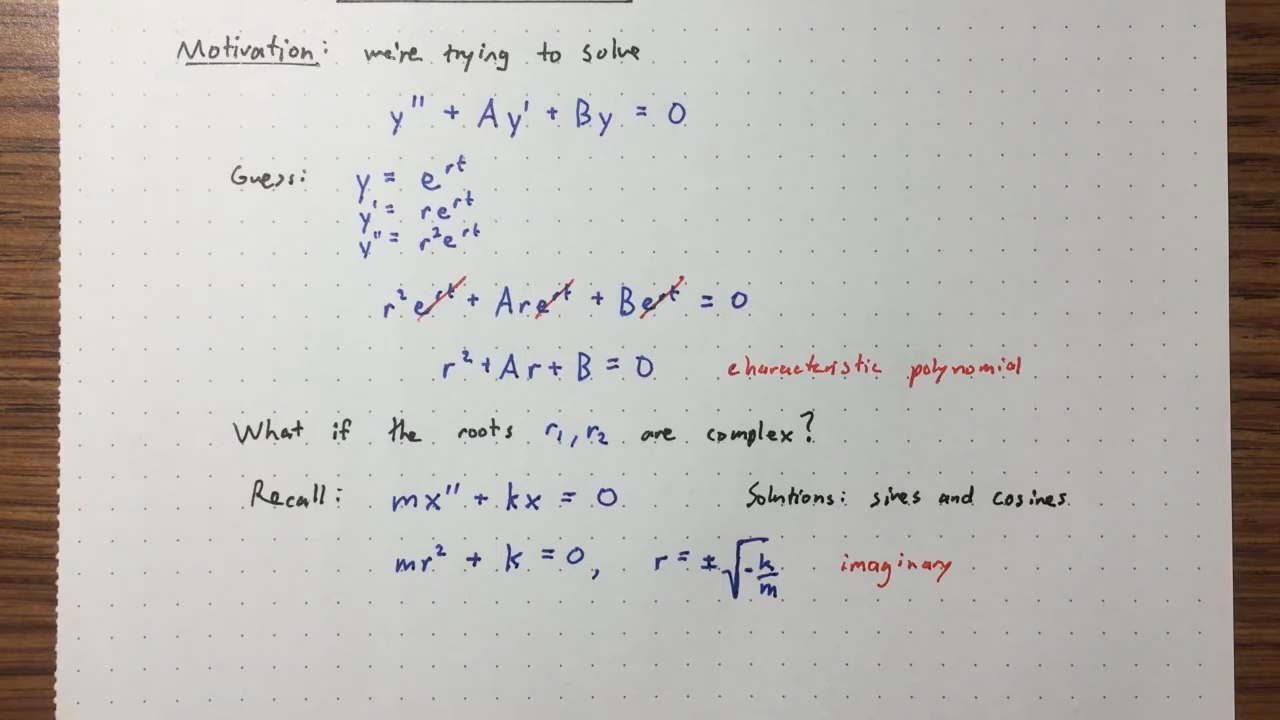 Motivation: we're trying to solve
y'' + Ay' + By = 0
Guess: y = e^{rt}
y' = re^{rt}
y'' = r²e^{rt}
r²e^{rt} + Are^{rt} + Be^{rt} = 0
r² + Ar + B = 0 characteristic polynomial
What if the roots r₁, r₂ are complex?
Recall: mx'' + kx = 0 Solutions: sines and cosines.
mr² + k = 0, r = ±√(-k/m) imaginary